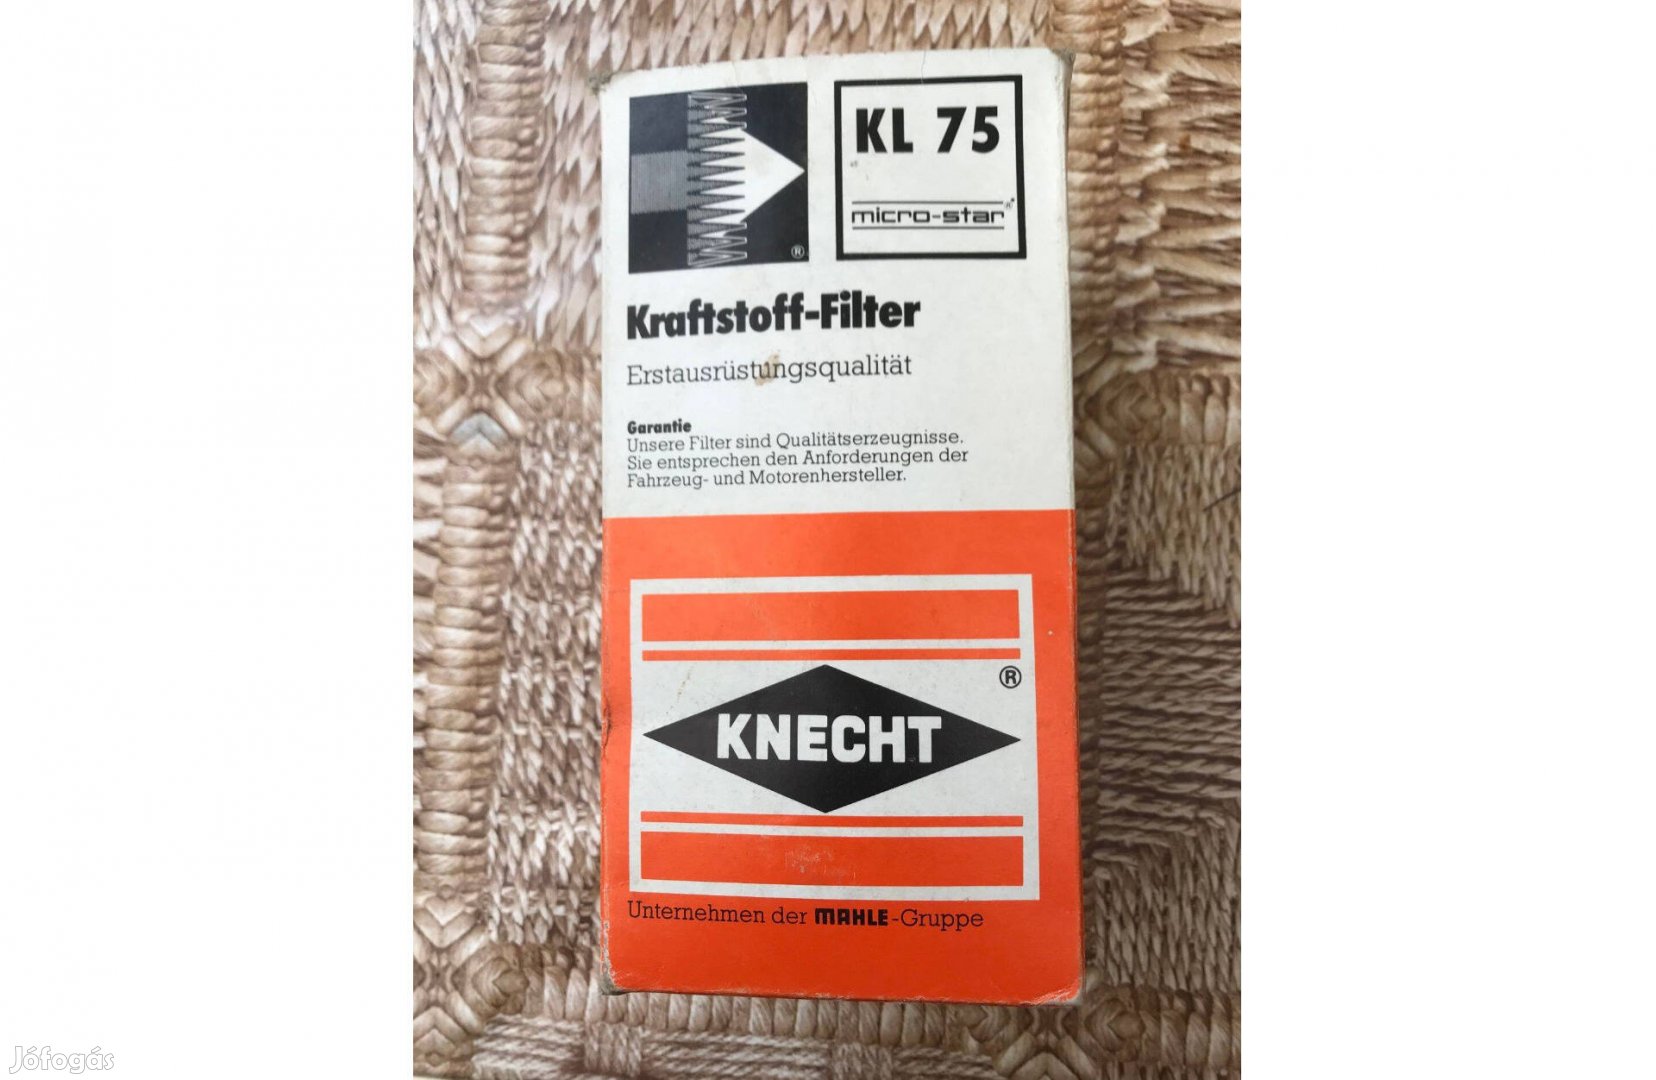 KL 75
micro-star®
®
Kraftstoff-Filter
Erstausrüstungsqualität
Garantie
Unsere Filter sind Qualitätserzeugnisse.
Sie entsprechen den Anforderungen der
Fahrzeug- und Motorenhersteller.
®
KNECHT
Unternehmen der MAHLE-Gruppe
Jófogás